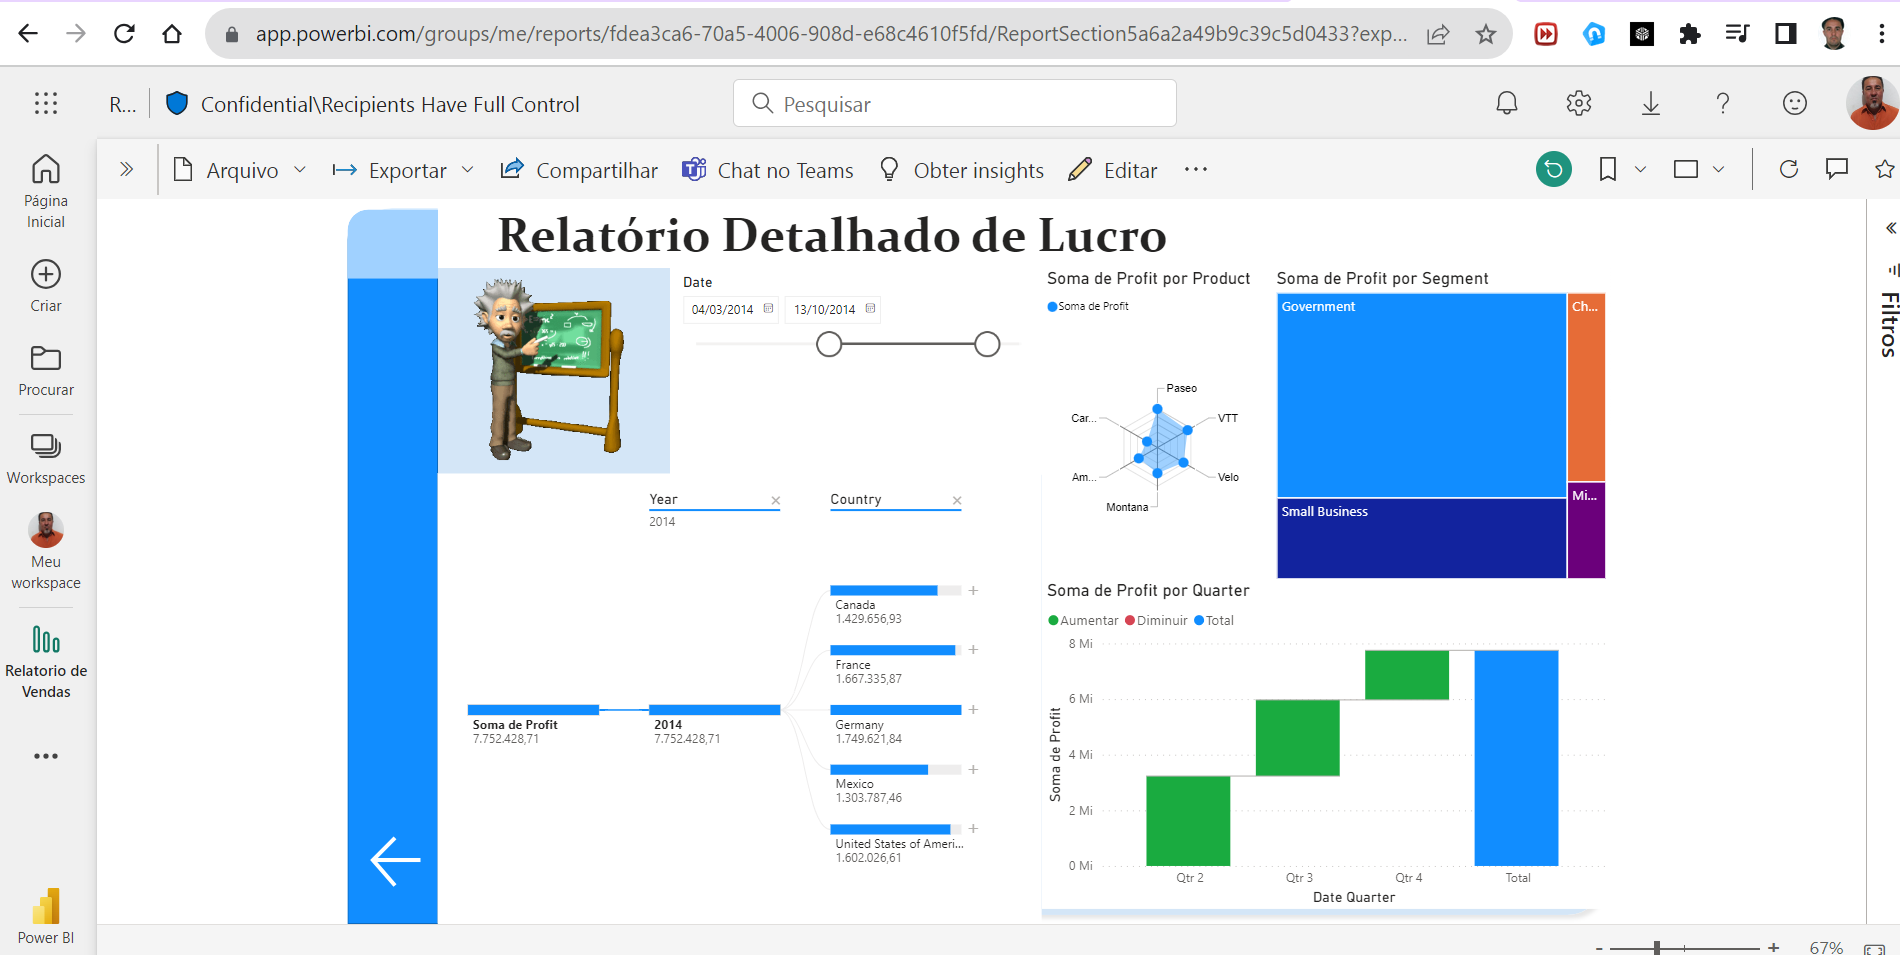 app.powerbi.com/groups/me/reports/fdea3ca6-70a5-4006-908d-e68c4610f5fd/ReportSection5a6a2a49b9c39c5d0433?exp...
R...
Confidential\Recipients Have Full Control
Pesquisar
Arquivo
Exportar
Compartilhar
Chat no Teams
Obter insights
Editar
Página
Inicial
Criar
Procurar
Workspaces
Meu
workspace
Relatorio de
Vendas
Power BI
Relatório Detalhado de Lucro
Date
04/03/2014
13/10/2014
Year
2014
Country
Soma de Profit
7.752.428,71
2014
7.752.428,71
Canada
1.429.656,93
France
1.667.335,87
Germany
1.749.621,84
Mexico
1.303.787,46
United States of Ameri...
1.602.026,61
Soma de Profit por Product
Soma de Profit
Paseo
VTT
Velo
Montana
Am...
Car...
Soma de Profit por Segment
Government
Ch...
Small Business
Mi...
Soma de Profit por Quarter
Aumentar
Diminuir
Total
Soma de Profit
8 Mi
6 Mi
4 Mi
2 Mi
0 Mi
Qtr 2
Qtr 3
Qtr 4
Total
Date Quarter
Filtros
- + 67%